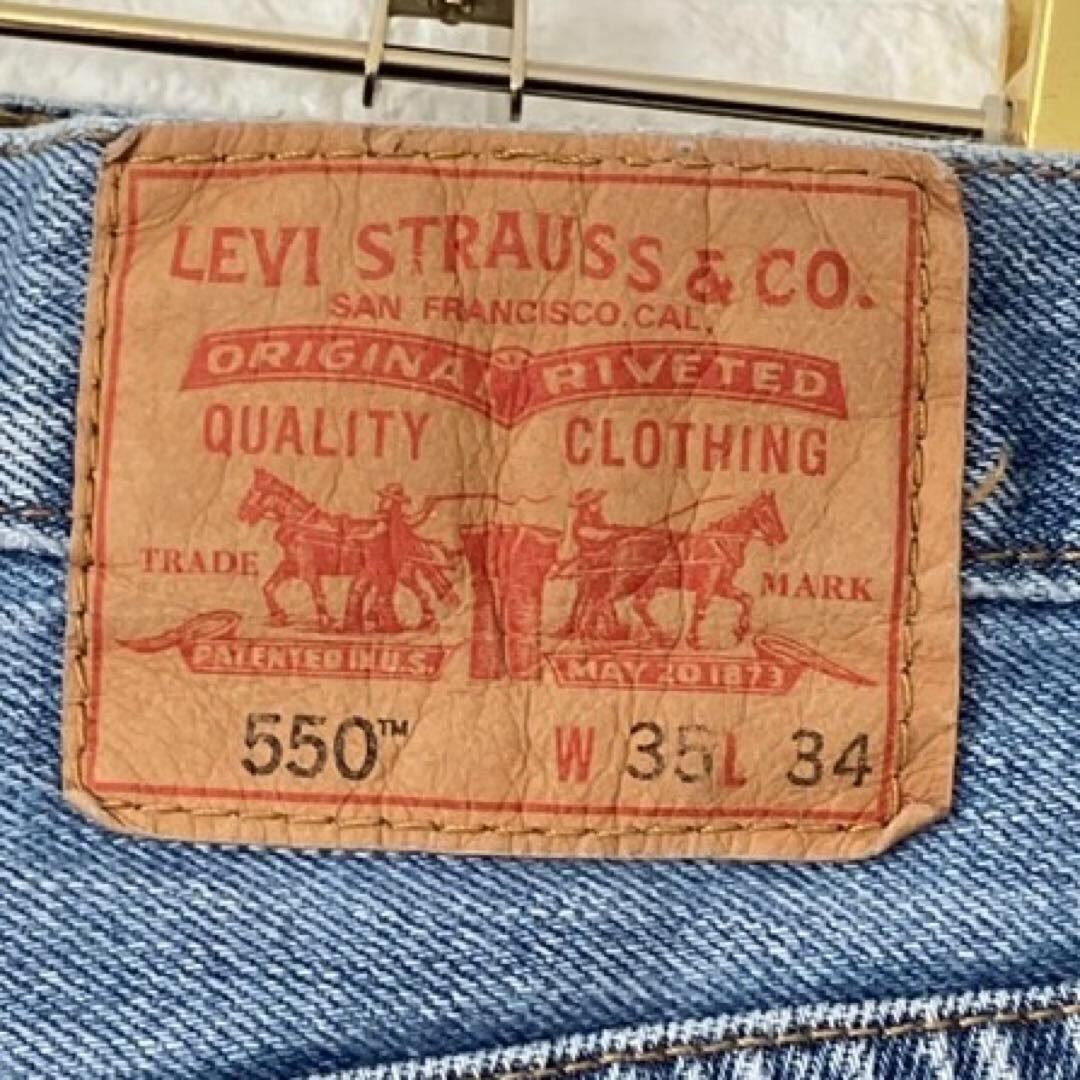 LEVI STRAUSS & CO.
SAN FRANCISCO, CAL,
ORIGINAL RIVETED
QUALITY CLOTHING
TRADE MARK
PATENTED IN U.S. MAY 20 1873
550™ W 35 L 34